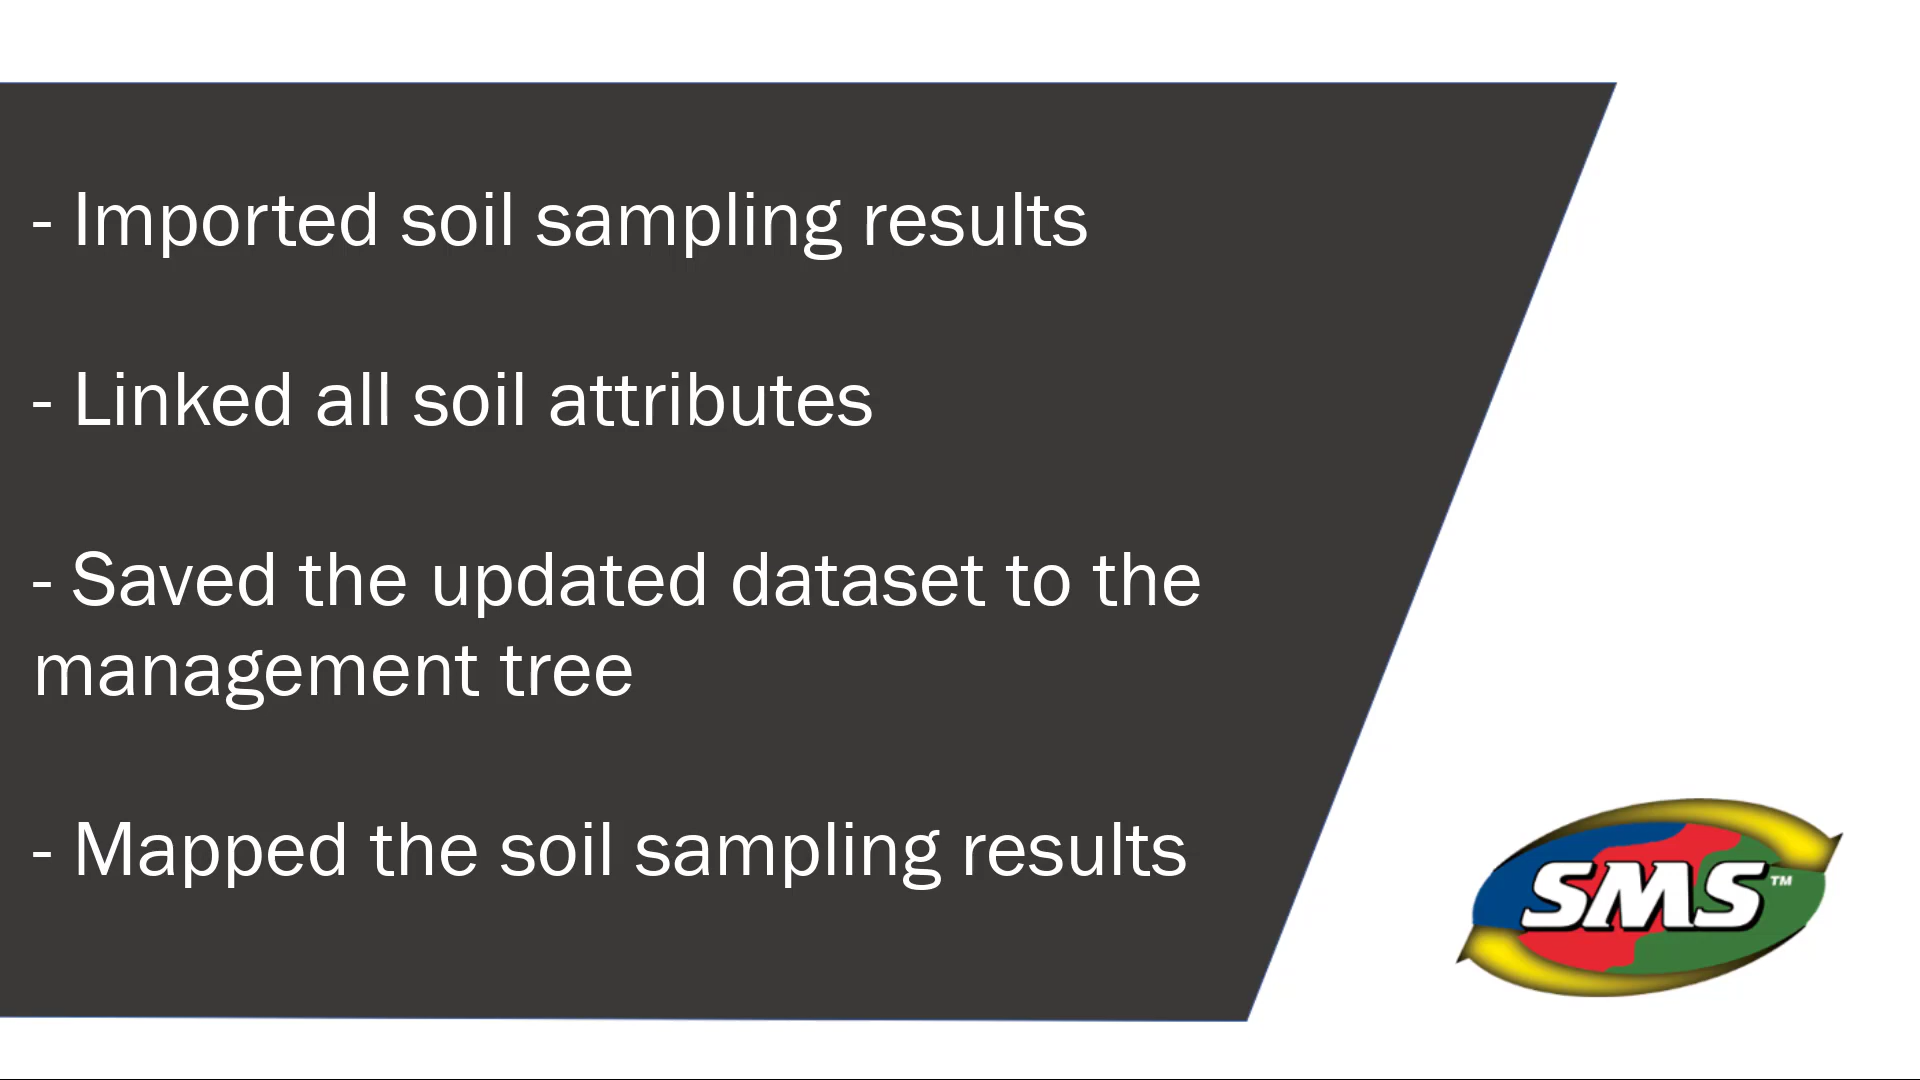 - Imported soil sampling results
- Linked all soil attributes
- Saved the updated dataset to the
management tree
- Mapped the soil sampling results
SMS™